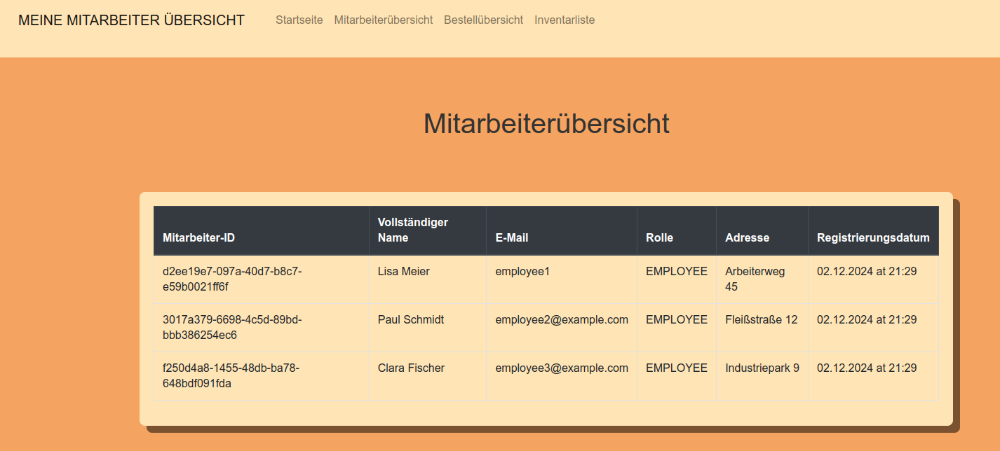 MEINE MITARBEITER ÜBERSICHT Startseite Mitarbeiterübersicht Bestellübersicht Inventarliste
Mitarbeiterübersicht
Mitarbeiter-ID Vollständiger Name E-Mail Rolle Adresse Registrierungsdatum
d2ee19e7-097a-40d7-b8c7-e59b0021ff6f Lisa Meier employee1 EMPLOYEE Arbeiterweg 45 02.12.2024 at 21:29
3017a379-6698-4c5d-89bd-bbb386254ec6 Paul Schmidt employee2@example.com EMPLOYEE Fleißstraße 12 02.12.2024 at 21:29
f250d4a8-1455-48db-ba78-648bdf091fda Clara Fischer employee3@example.com EMPLOYEE Industriepark 9 02.12.2024 at 21:29